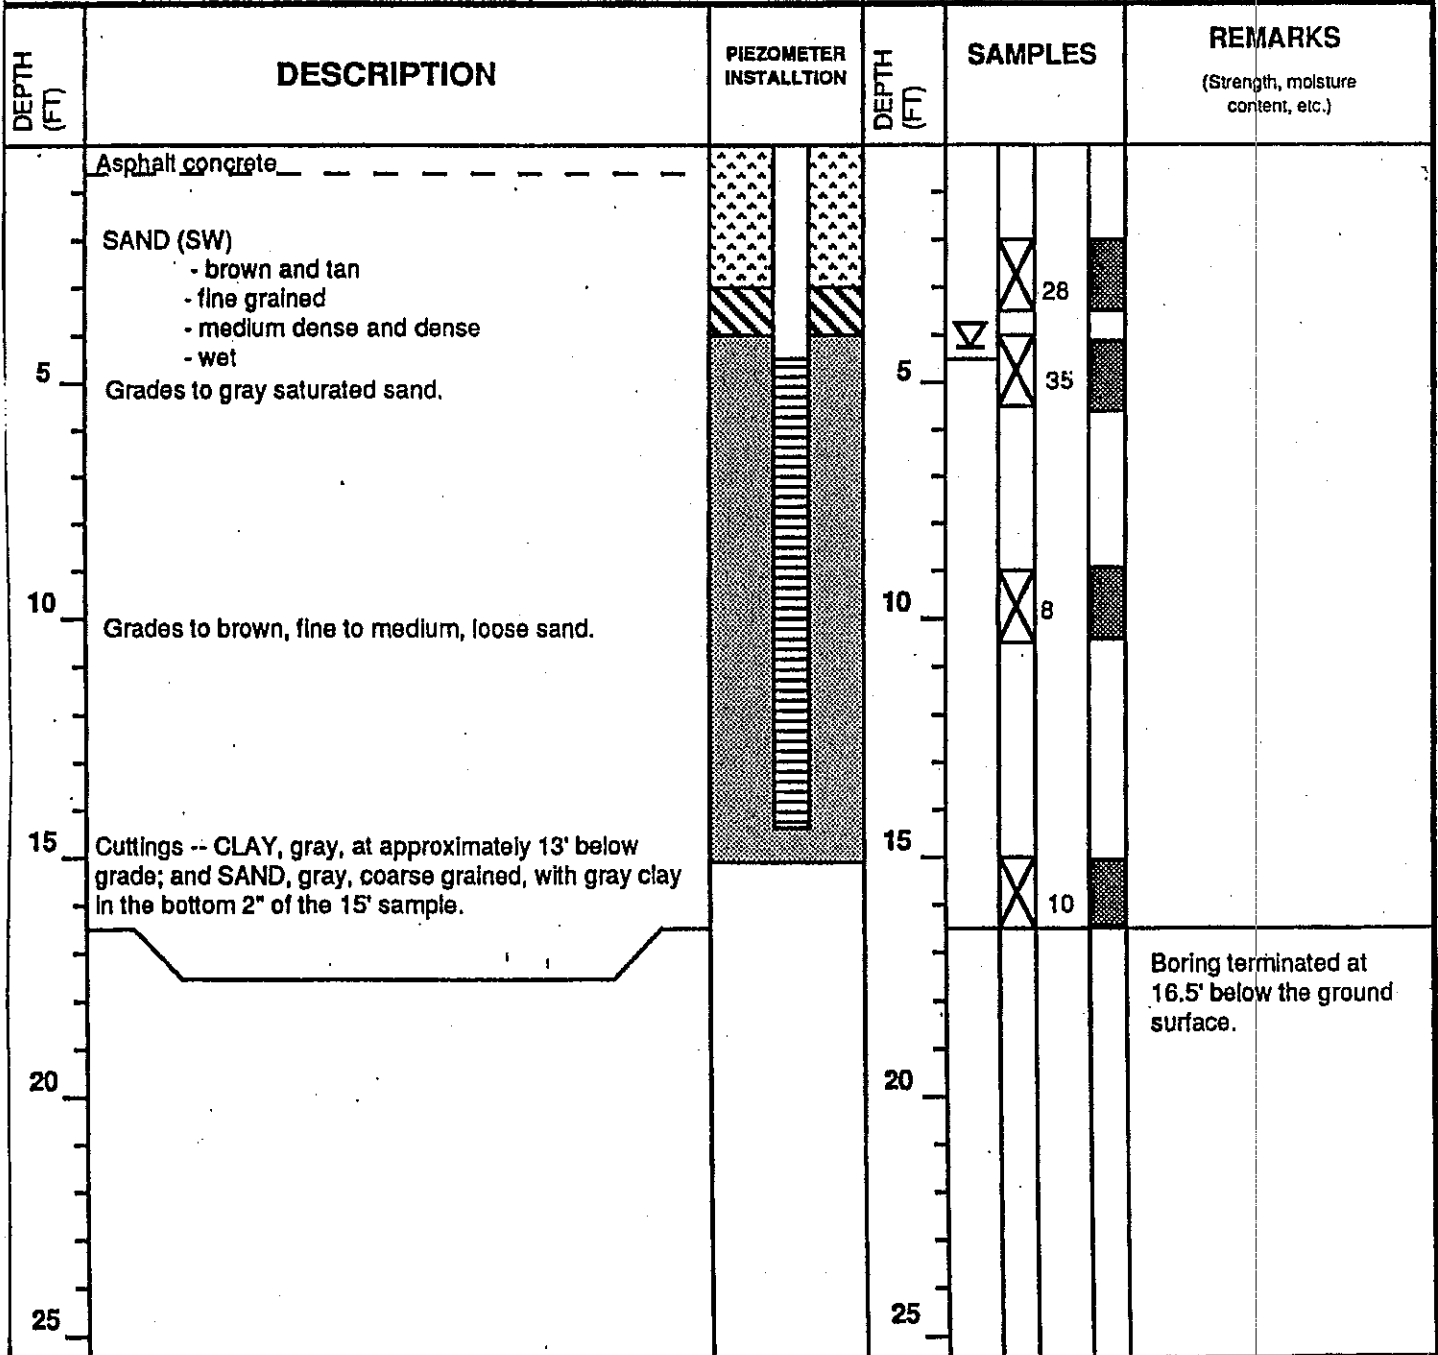 DEPTH (FT)
DESCRIPTION
PIEZOMETER
INSTALLTION
DEPTH (FT)
SAMPLES
REMARKS
(Strength, moisture
content, etc.)
Asphalt concrete
SAND (SW)
- brown and tan
- fine grained
- medium dense and dense
- wet
Grades to gray saturated sand.
Grades to brown, fine to medium, loose sand.
Cuttings -- CLAY, gray, at approximately 13' below
grade; and SAND, gray, coarse grained, with gray clay
in the bottom 2" of the 15' sample.
5
10
15
20
25
5
10
15
20
25
28
35
8
10
Boring terminated at
16.5' below the ground
surface.